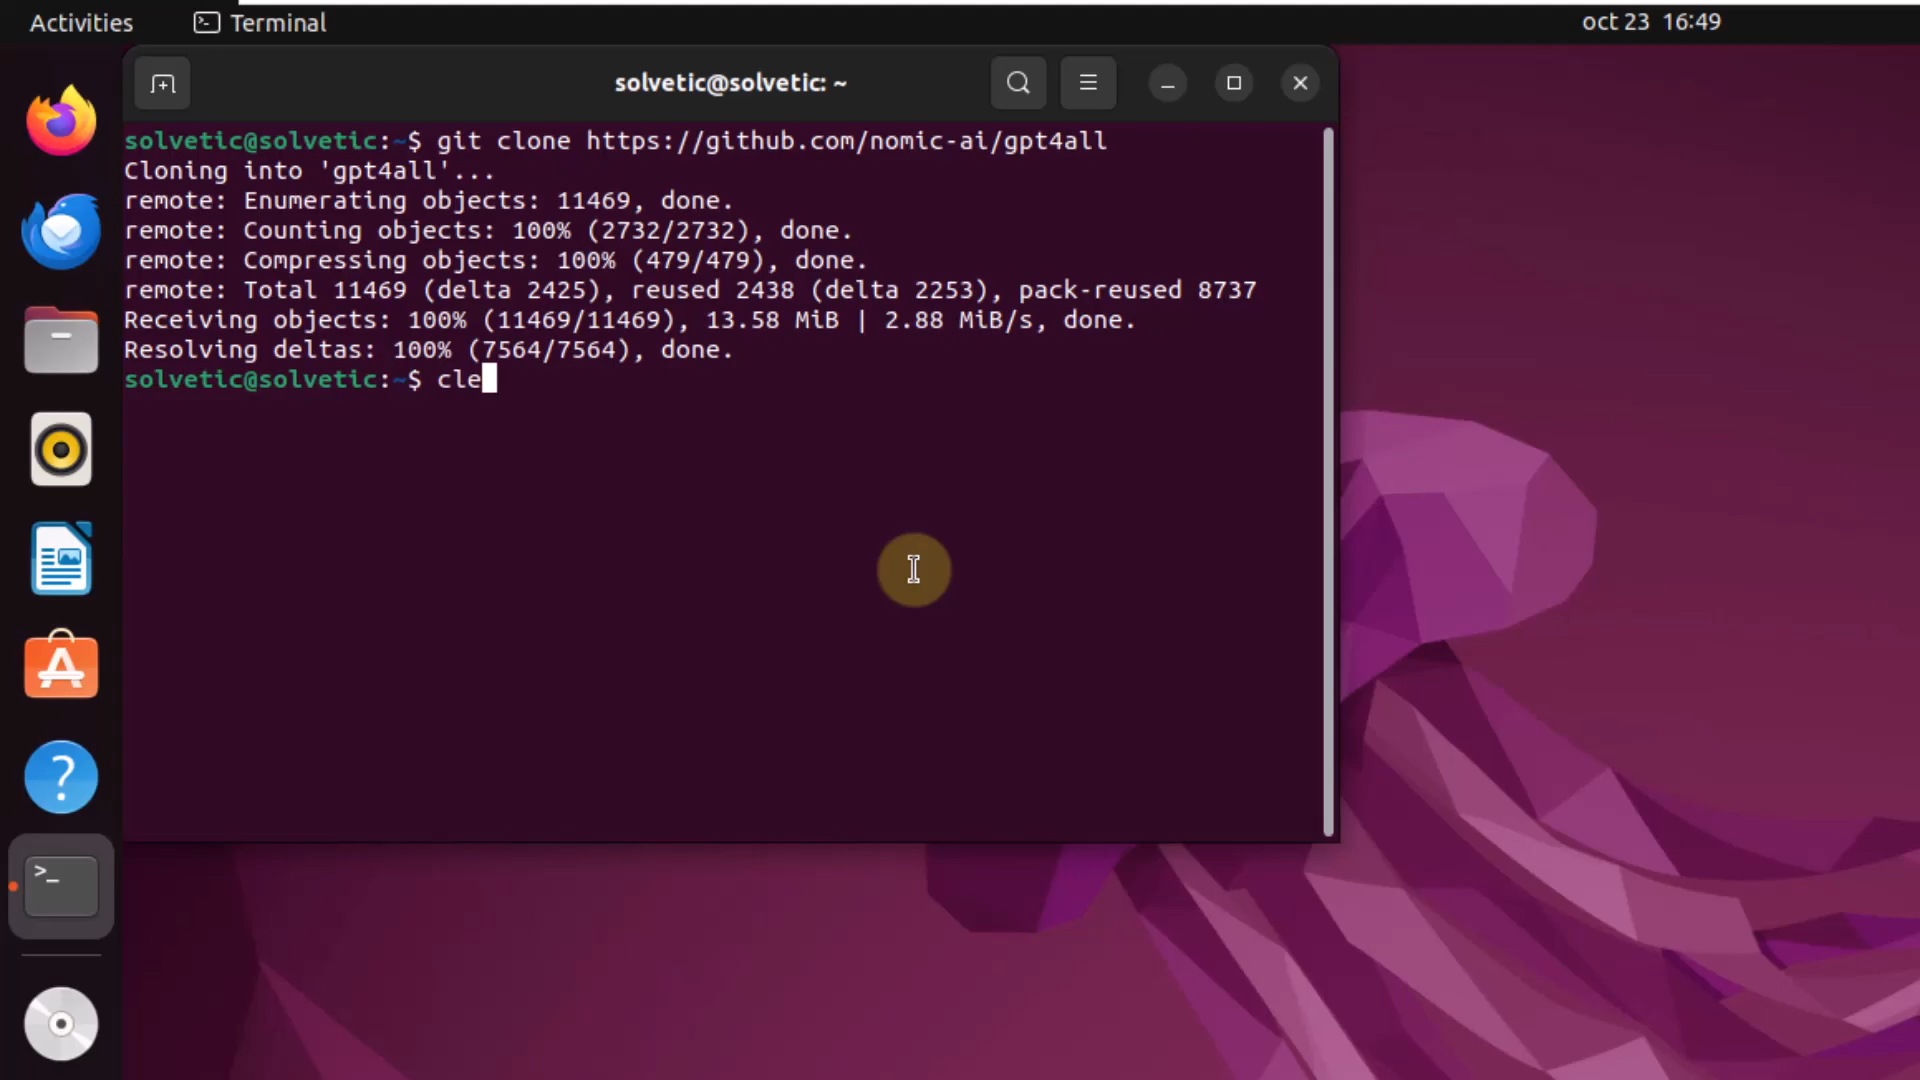 Activities
Terminal
oct 23 16:49
solvetic@solvetic: ~
solvetic@solvetic:~$ git clone https://github.com/nomic-ai/gpt4all
Cloning into 'gpt4all'...
remote: Enumerating objects: 11469, done.
remote: Counting objects: 100% (2732/2732), done.
remote: Compressing objects: 100% (479/479), done.
remote: Total 11469 (delta 2425), reused 2438 (delta 2253), pack-reused 8737
Receiving objects: 100% (11469/11469), 13.58 MiB | 2.88 MiB/s, done.
Resolving deltas: 100% (7564/7564), done.
solvetic@solvetic:~$ cle